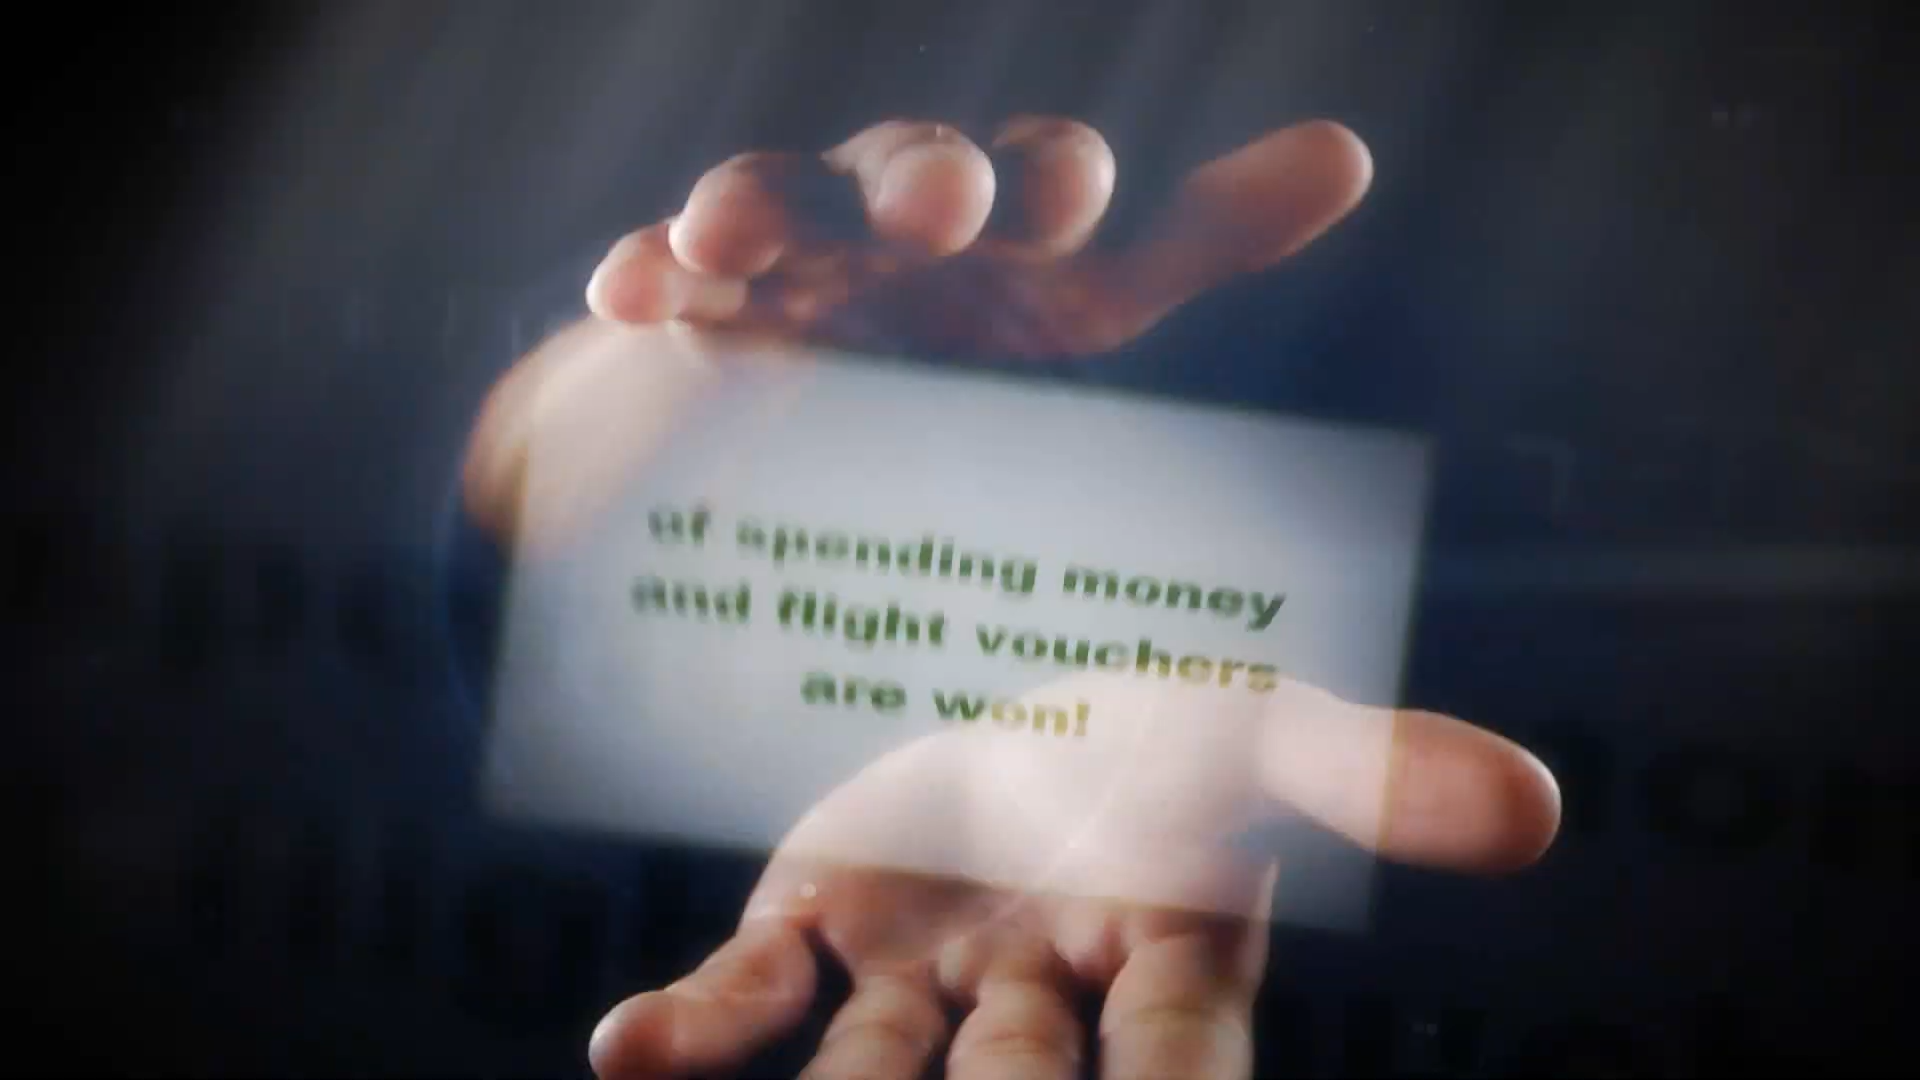 of spending money
and flight vouchers
are won!